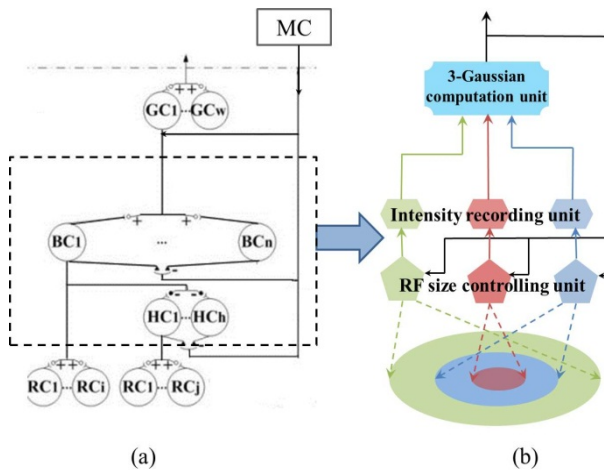 MC
++
GC1 ... GCw
+ +
BC1 ... BCn
-
- -
HC1 ... HCh
++ ++
RC1 ... RCi RC1 ... RCj
(a)
3-Gaussian
computation unit
Intensity recording unit
RF size controlling unit
(b)